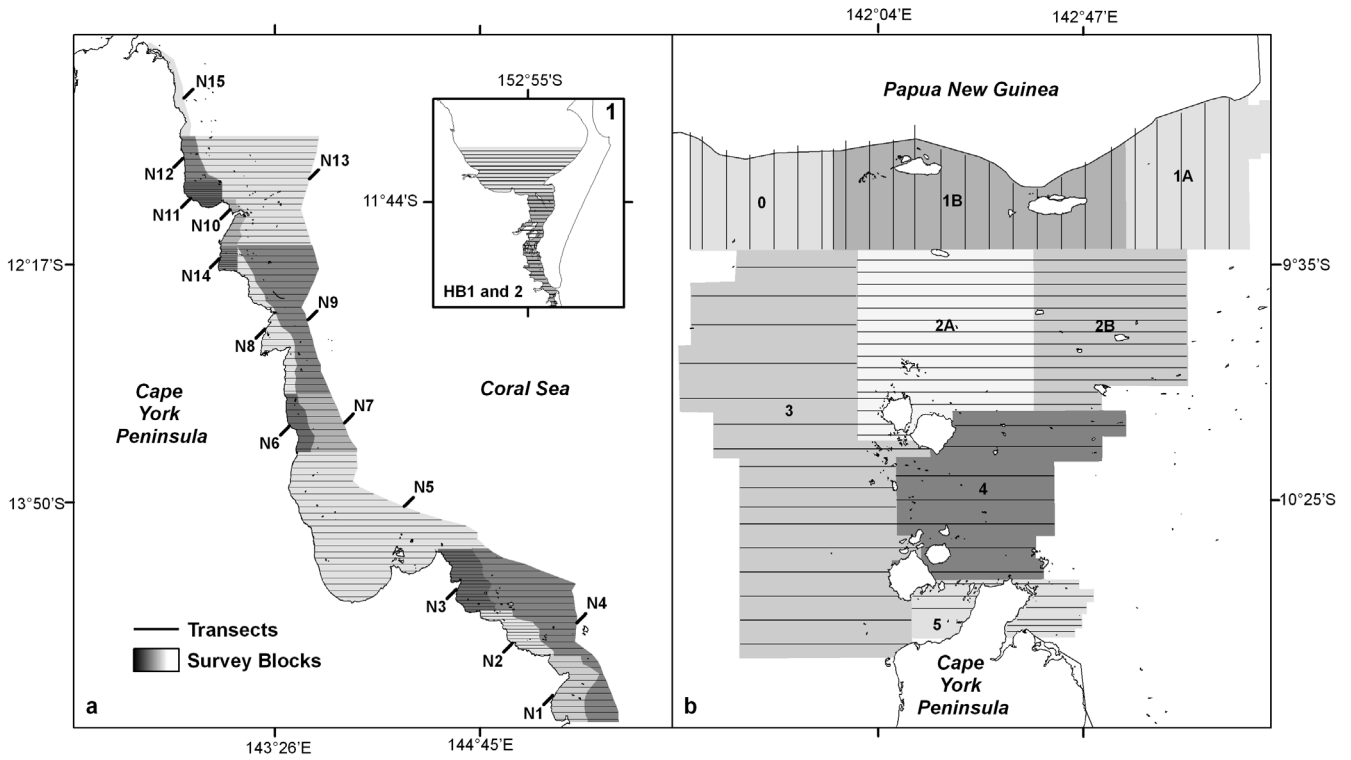 142°04'E
142°47'E
N15
152°55'S
1
Papua New Guinea
N12
N13
N11
11°44'S
N10
0
1B
1A
12°17'S
N14
HB1 and 2
9°35'S
N9
N8
2A
2B
Cape
York
Peninsula
Coral Sea
N7
3
N6
N5
4
13°50'S
10°25'S
N3
N4
Transects
5
Survey Blocks
N2
Cape
York
Peninsula
a
N1
b
143°26'E
144°45'E